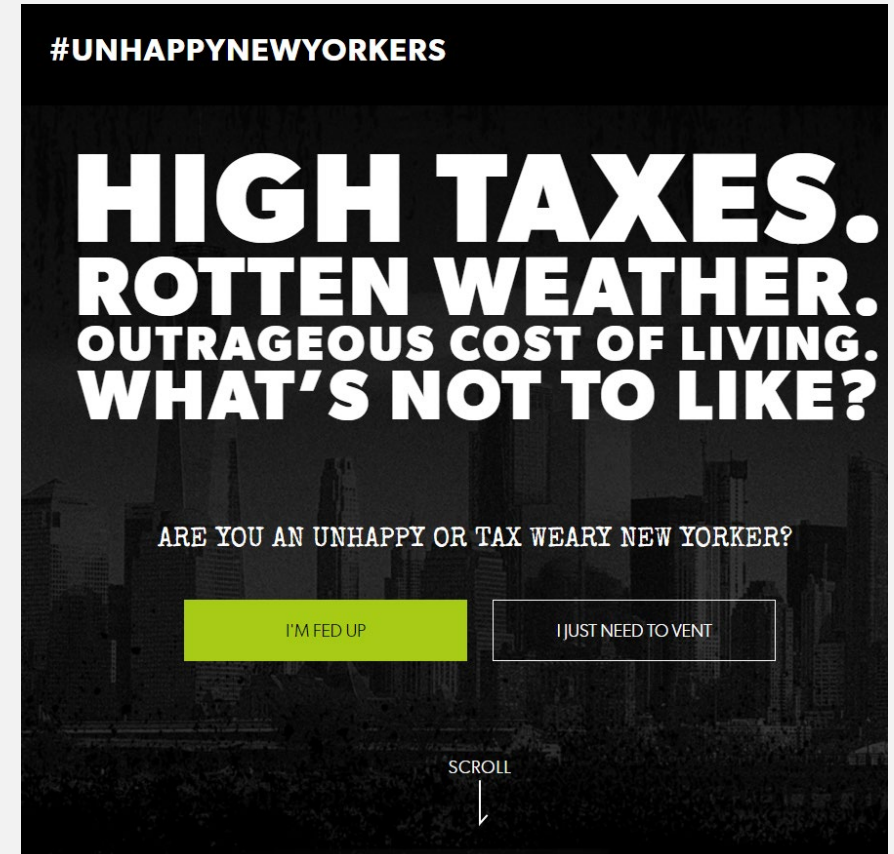 #UNHAPPYNEWYORKERS
HIGH TAXES.
ROTTEN WEATHER.
OUTRAGEOUS COST OF LIVING.
WHAT'S NOT TO LIKE?
ARE YOU AN UNHAPPY OR TAX WEARY NEW YORKER?
I'M FED UP
I JUST NEED TO VENT
SCROLL